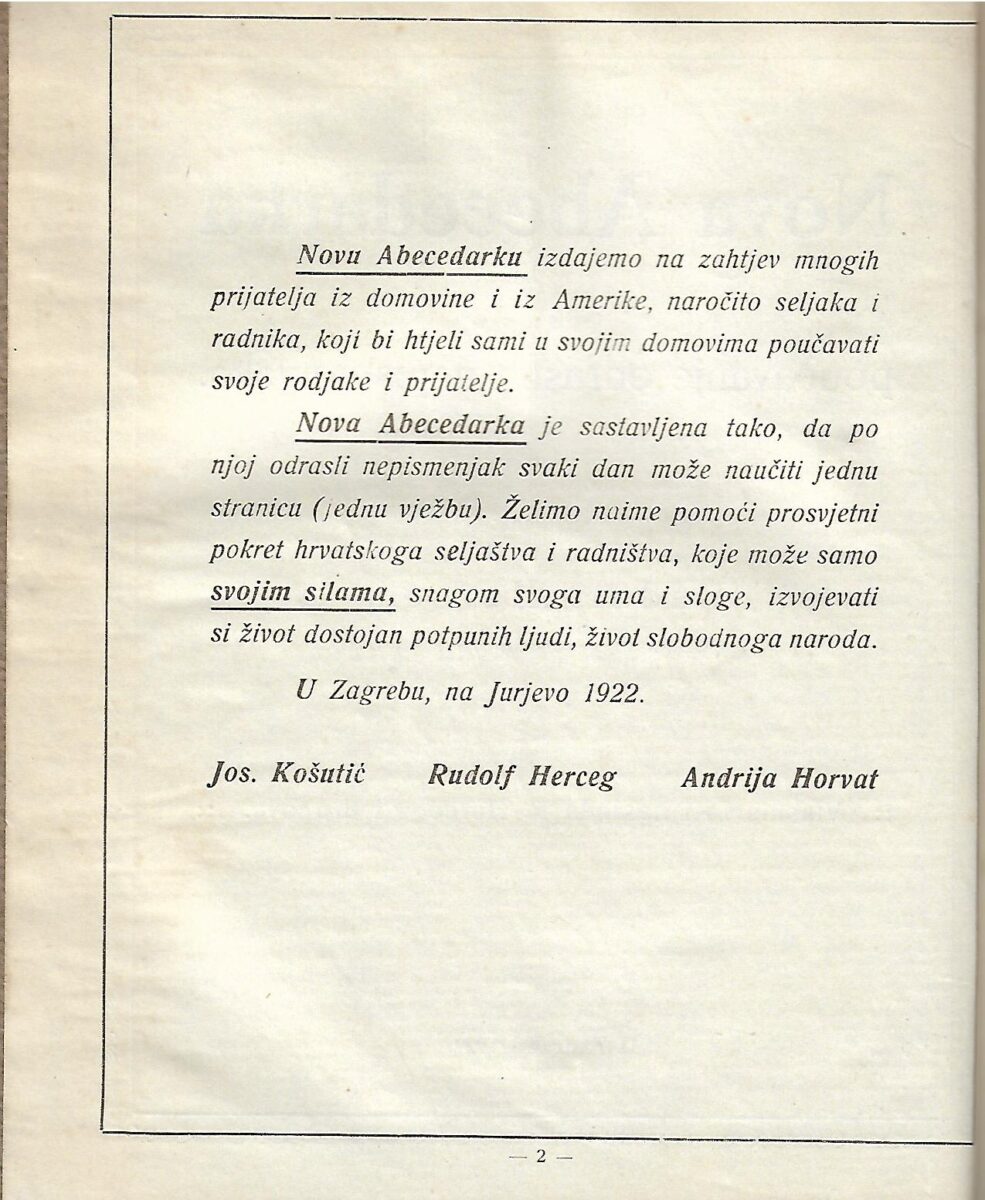 Novu Abecedarku izdajemo na zahtjev mnogih
prijatelja iz domovine i iz Amerike, naročito seljaka i
radnika, koji bi htjeli sami u svojim domovima poučavati
svoje rodjake i prijatelje.
Nova Abecedarka je sastavljena tako, da po
njoj odrasli nepismenjak svaki dan može naučiti jednu
stranicu (jednu vježbu). Želimo naime pomoći prosvjetni
pokret hrvatskoga seljaštva i radništva, koje može samo
svojim silama, snagom svoga uma i sloge, izvojevati
si život dostojan potpunih ljudi, život slobodnoga naroda.
U Zagrebu, na Jurjevo 1922.
Jos. Košutić Rudolf Herceg Andrija Horvat
— 2 —